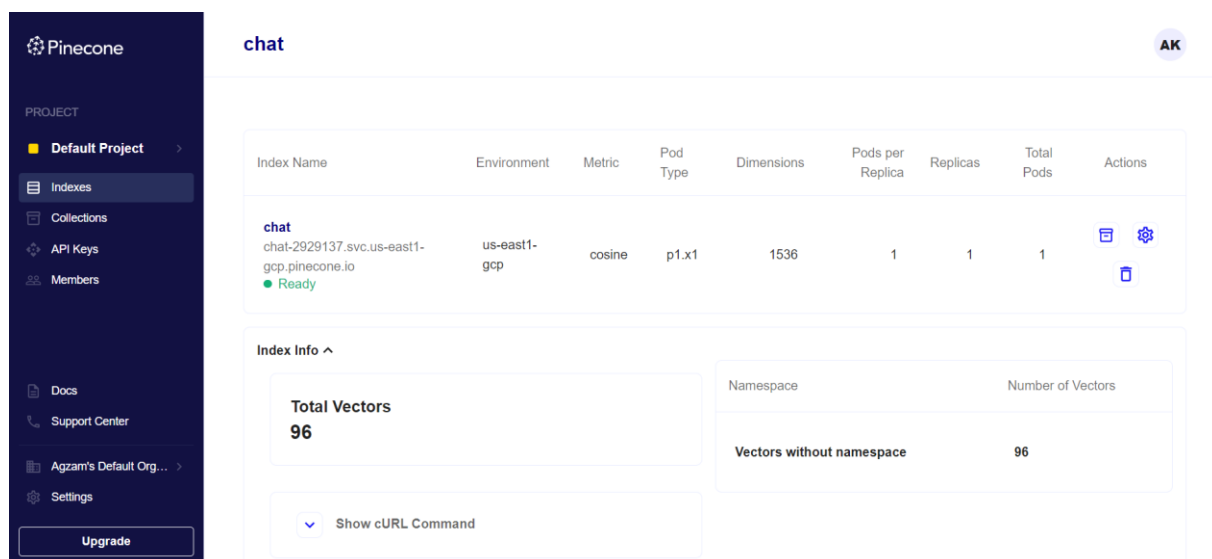 Pinecone
chat
AK
PROJECT
Default Project
Indexes
Collections
API Keys
Members
Docs
Support Center
Agzam's Default Org...
Settings
Upgrade
Index Name
Environment
Metric
Pod
Type
Dimensions
Pods per
Replica
Replicas
Total
Pods
Actions
chat
chat-2929137.svc.us-east1-
gcp.pinecone.io
Ready
us-east1-
gcp
cosine
p1.x1
1536
1
1
1
Index Info
Total Vectors
96
Show cURL Command
Namespace
Number of Vectors
Vectors without namespace
96